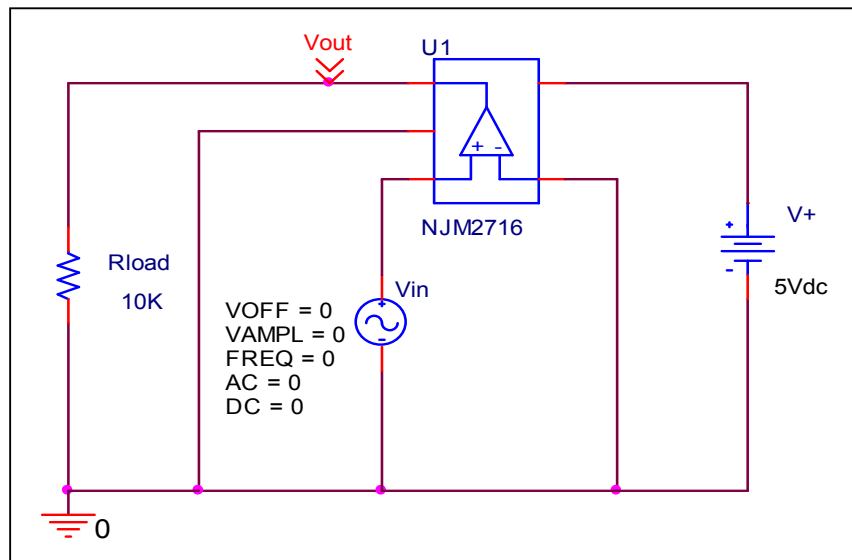 Vout
U1
+ -
NJM2716
Rload
10K
Vin
+
-
VOFF = 0
VAMPL = 0
FREQ = 0
AC = 0
DC = 0
V+
+
-
5Vdc
0